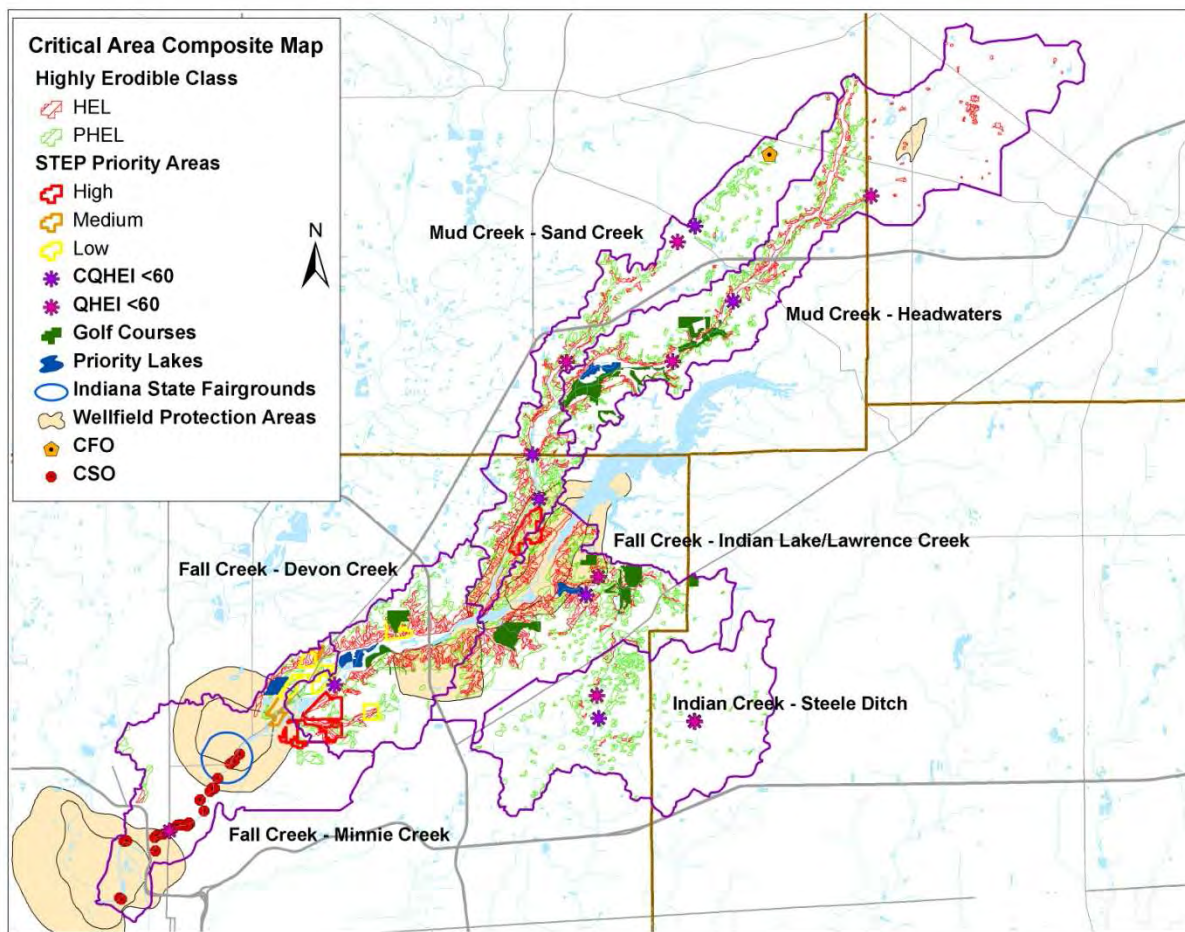 Critical Area Composite Map
Highly Erodible Class
HEL
PHEL
STEP Priority Areas
High
Medium
Low
CQHEI <60
QHEI <60
Golf Courses
Priority Lakes
Indiana State Fairgrounds
Wellfield Protection Areas
CFO
CSO
N
Mud Creek - Sand Creek
Mud Creek - Headwaters
Fall Creek - Indian Lake/Lawrence Creek
Fall Creek - Devon Creek
Indian Creek - Steele Ditch
Fall Creek - Minnie Creek